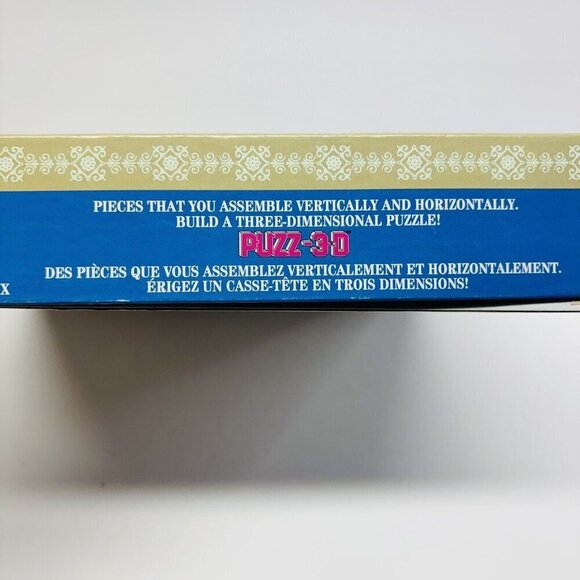 PIECES THAT YOU ASSEMBLE VERTICALLY AND HORIZONTALLY.
BUILD A THREE-DIMENSIONAL PUZZLE!
PUZZ-3-D
DES PIÈCES QUE VOUS ASSEMBLEZ VERTICALEMENT ET HORIZONTALEMENT.
X ÉRIGEZ UN CASSE-TÊTE EN TROIS DIMENSIONS!